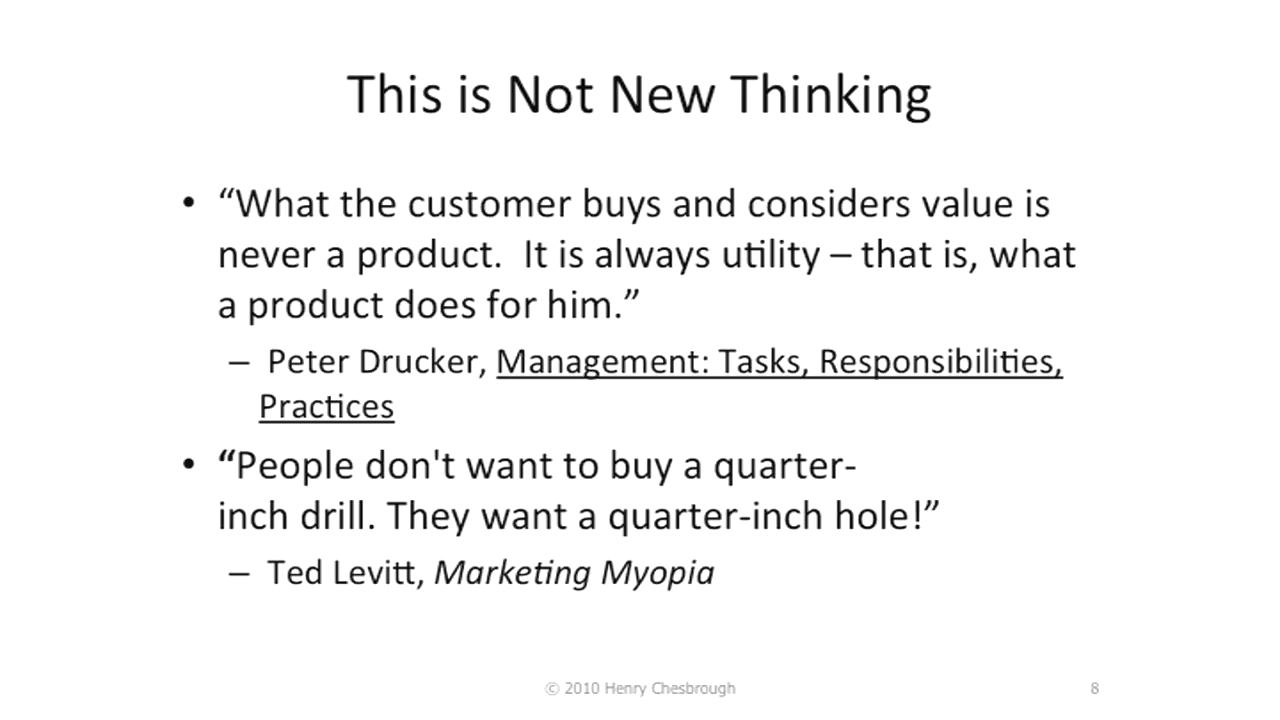 This is Not New Thinking
• “What the customer buys and considers value is
never a product.  It is always utility – that is, what
a product does for him.”
– Peter Drucker, Management: Tasks, Responsibilities,
Practices
• “People don't want to buy a quarter-
inch drill. They want a quarter-inch hole!”
– Ted Levitt, Marketing Myopia
© 2010 Henry Chesbrough
8